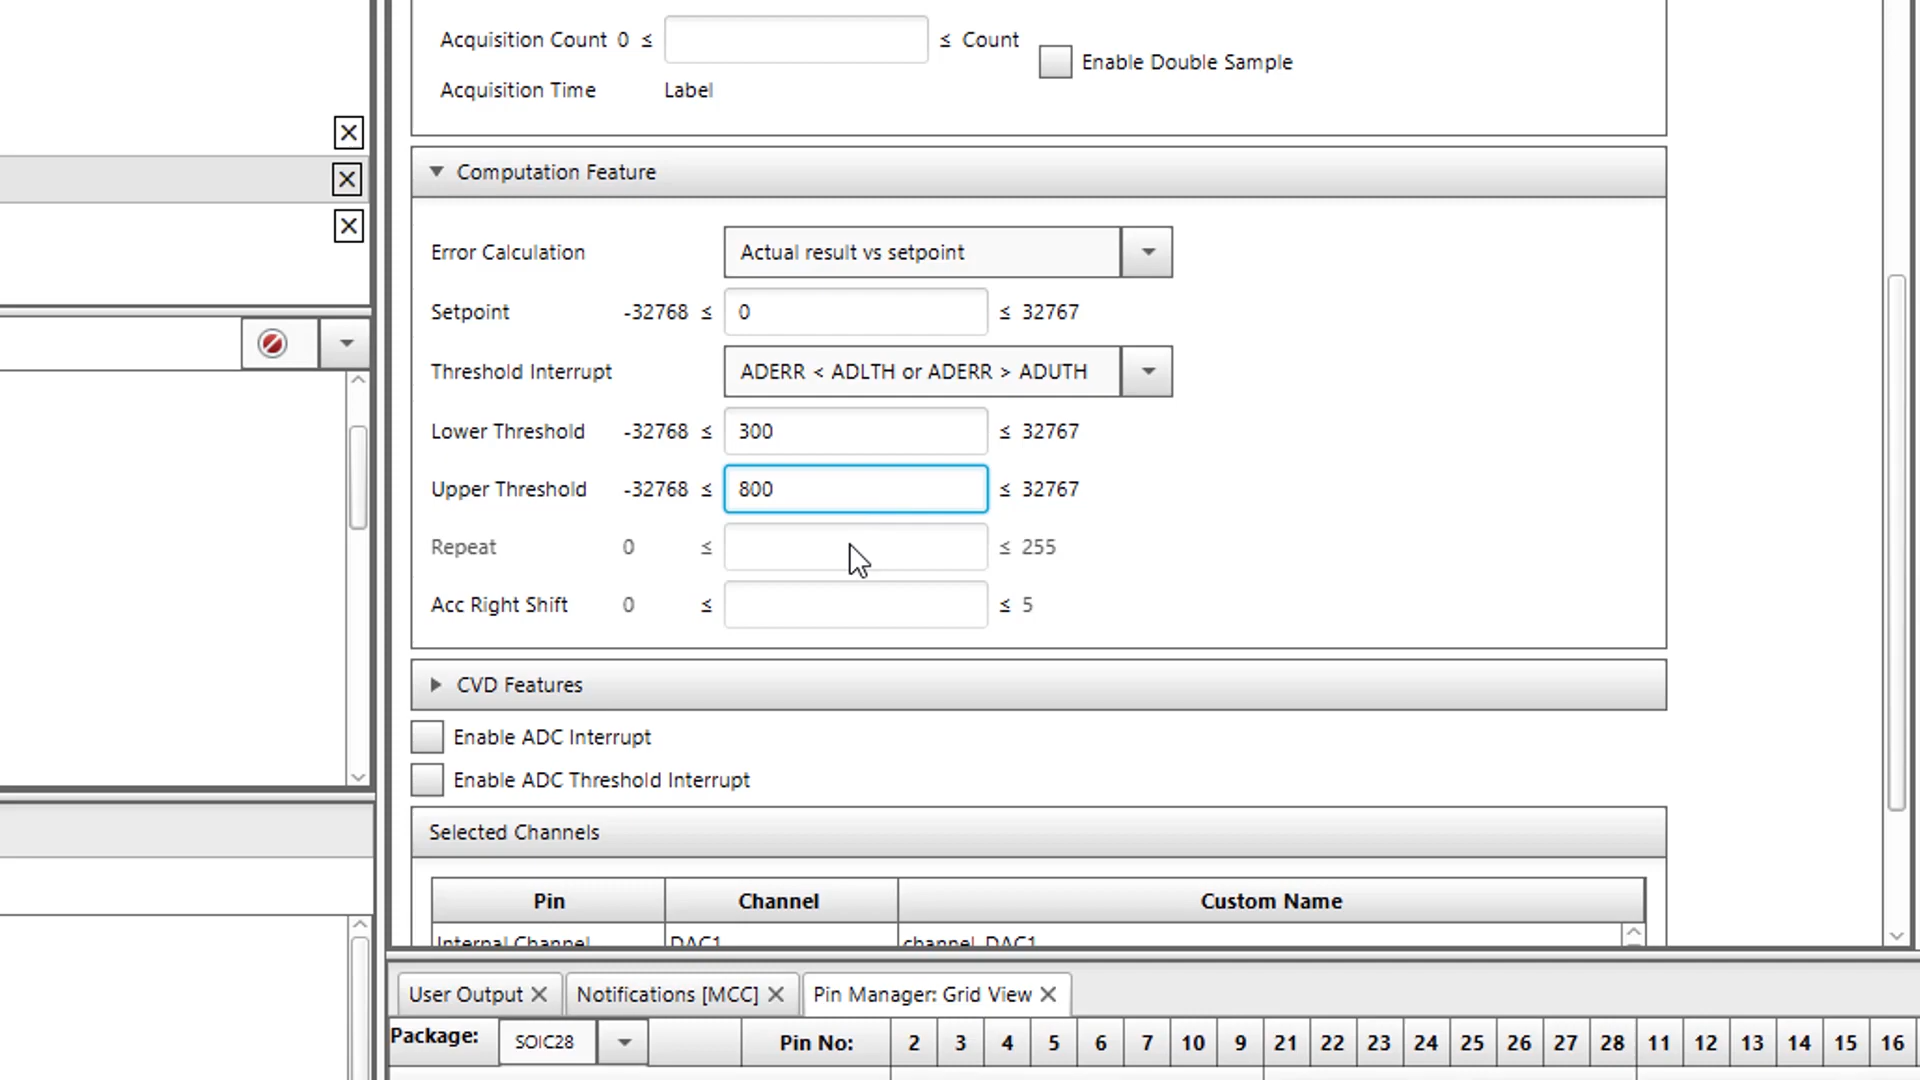 Acquisition Count 0 ≤ ≤ Count
Enable Double Sample
Acquisition Time Label
Computation Feature
Error Calculation Actual result vs setpoint
Setpoint -32768 ≤ 0 ≤ 32767
Threshold Interrupt ADERR < ADLTH or ADERR > ADUTH
Lower Threshold -32768 ≤ 300 ≤ 32767
Upper Threshold -32768 ≤ 800 ≤ 32767
Repeat 0 ≤ ≤ 255
Acc Right Shift 0 ≤ ≤ 5
CVD Features
Enable ADC Interrupt
Enable ADC Threshold Interrupt
Selected Channels
Pin Channel Custom Name
Internal Channel DAC1 channel_DAC1
User Output Notifications [MCC] Pin Manager: Grid View
Package: SOIC28 Pin No: 2 3 4 5 6 7 10 9 21 22 23 24 25 26 27 28 11 12 13 14 15 16